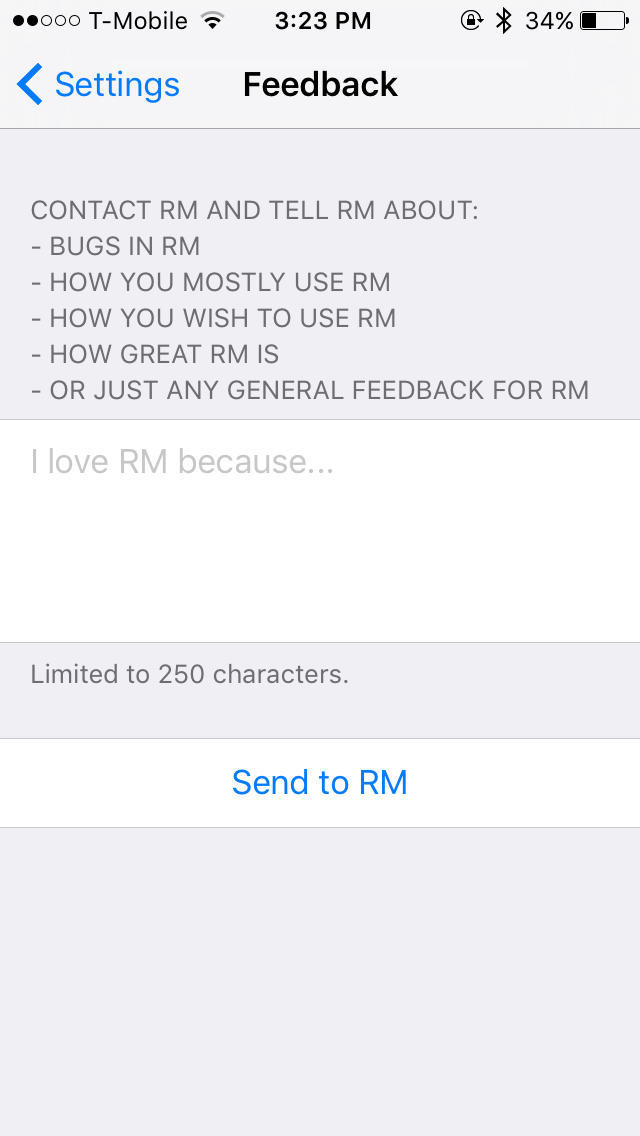 T-Mobile 3:23 PM 34%
Settings Feedback
CONTACT RM AND TELL RM ABOUT:
- BUGS IN RM
- HOW YOU MOSTLY USE RM
- HOW YOU WISH TO USE RM
- HOW GREAT RM IS
- OR JUST ANY GENERAL FEEDBACK FOR RM
I love RM because...
Limited to 250 characters.
Send to RM